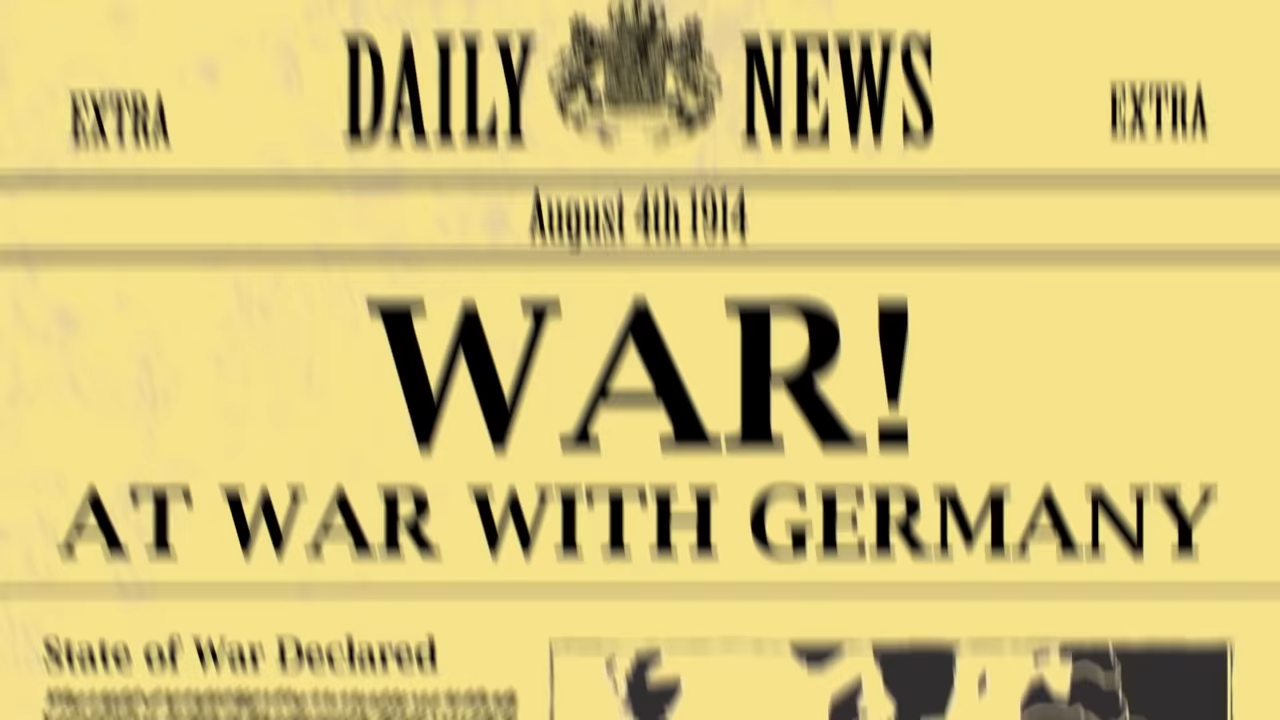 DAILY NEWS
EXTRA
EXTRA
August 4th 1914
WAR!
AT WAR WITH GERMANY
State of War Declared